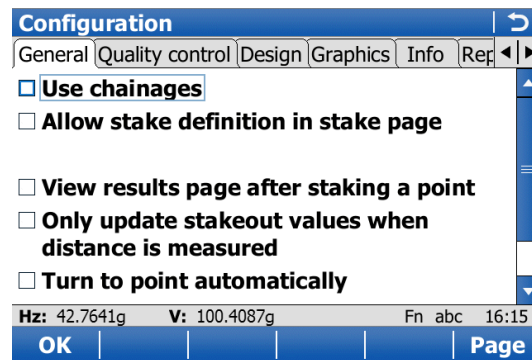 Configuration
General Quality control Design Graphics Info Rep
Use chainages
Allow stake definition in stake page
View results page after staking a point
Only update stakeout values when
distance is measured
Turn to point automatically
Hz: 42.7641g V: 100.4087g Fn abc 16:15
OK Page